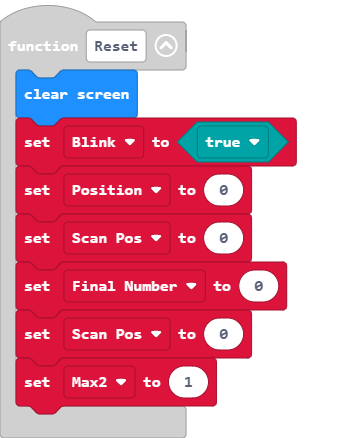 function Reset
clear screen
set Blink to true
set Position to 0
set Scan Pos to 0
set Final Number to 0
set Scan Pos to 0
set Max2 to 1